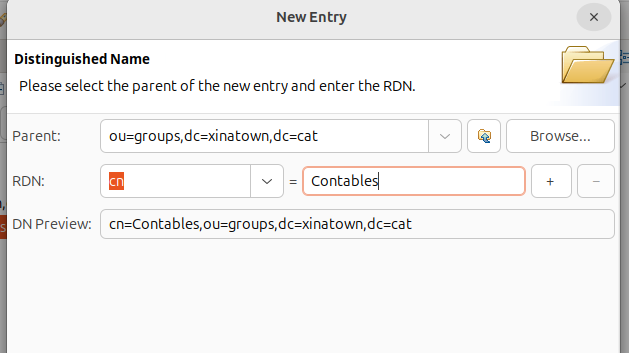 New Entry
Distinguished Name
Please select the parent of the new entry and enter the RDN.
Parent: ou=groups,dc=xinatown,dc=cat Browse...
RDN: cn = Contables + −
DN Preview: cn=Contables,ou=groups,dc=xinatown,dc=cat